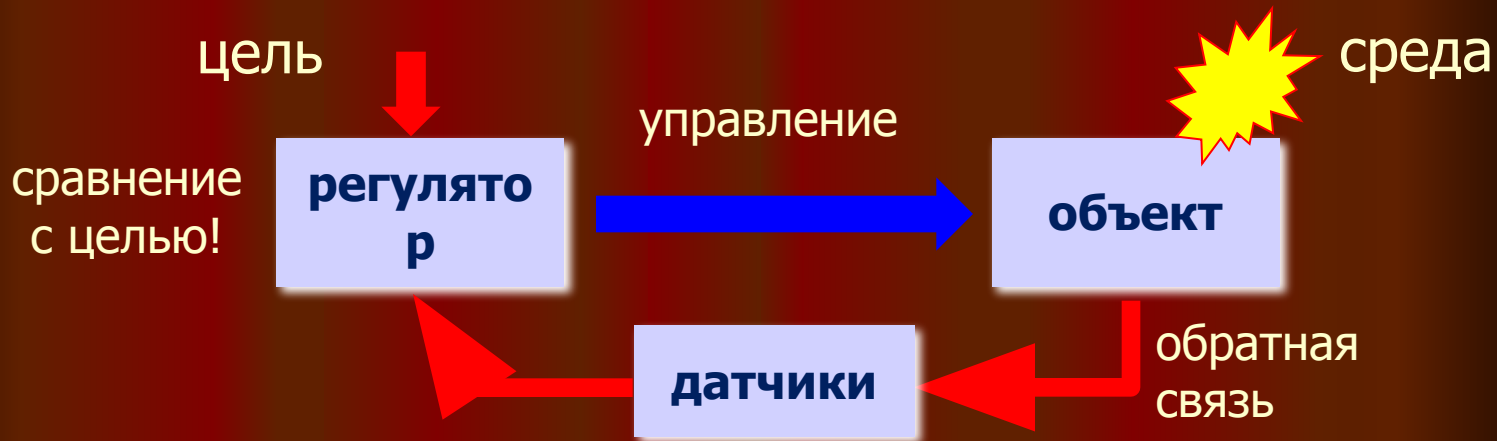 цель
среда
управление
сравнение
с целью!
регулято
р
объект
датчики
обратная
связь